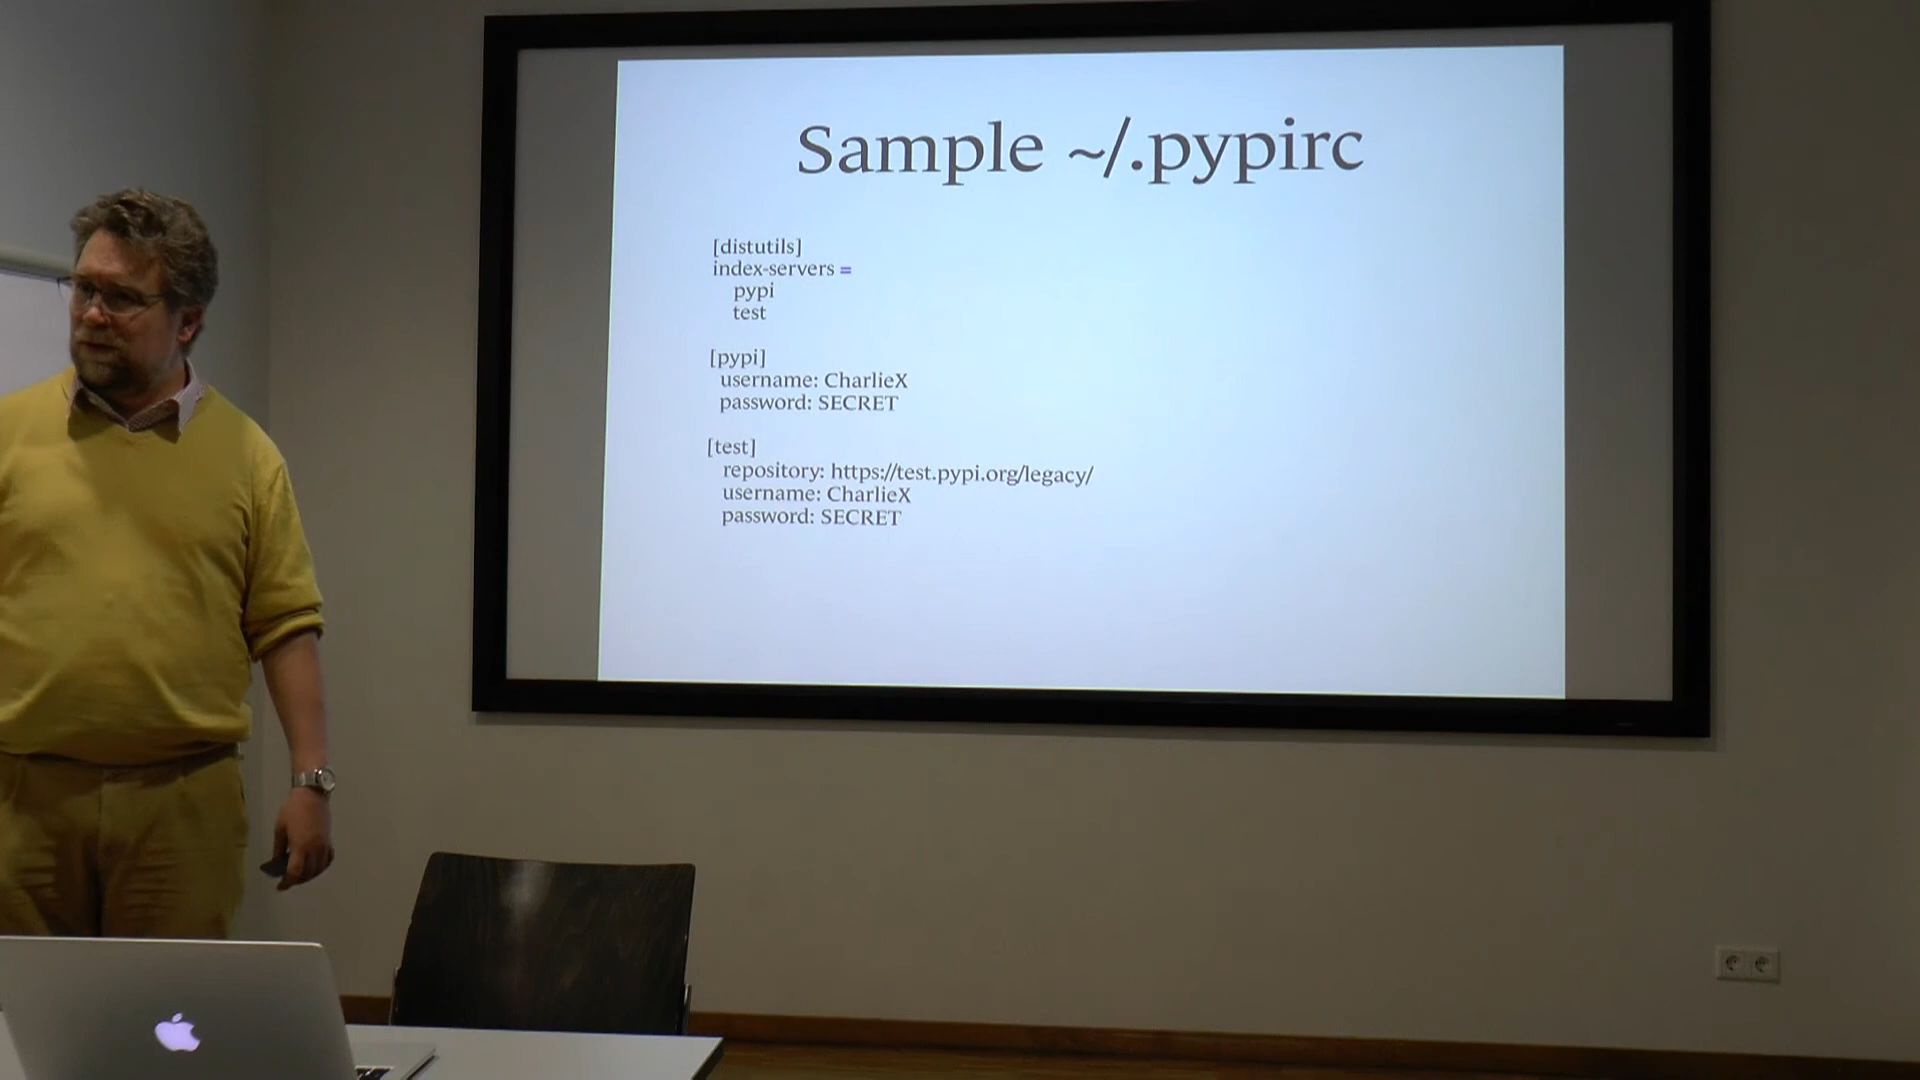 Sample ~/.pypirc
[distutils]
index-servers =
pypi
test
[pypi]
username: CharlieX
password: SECRET
[test]
repository: https://test.pypi.org/legacy/
username: CharlieX
password: SECRET